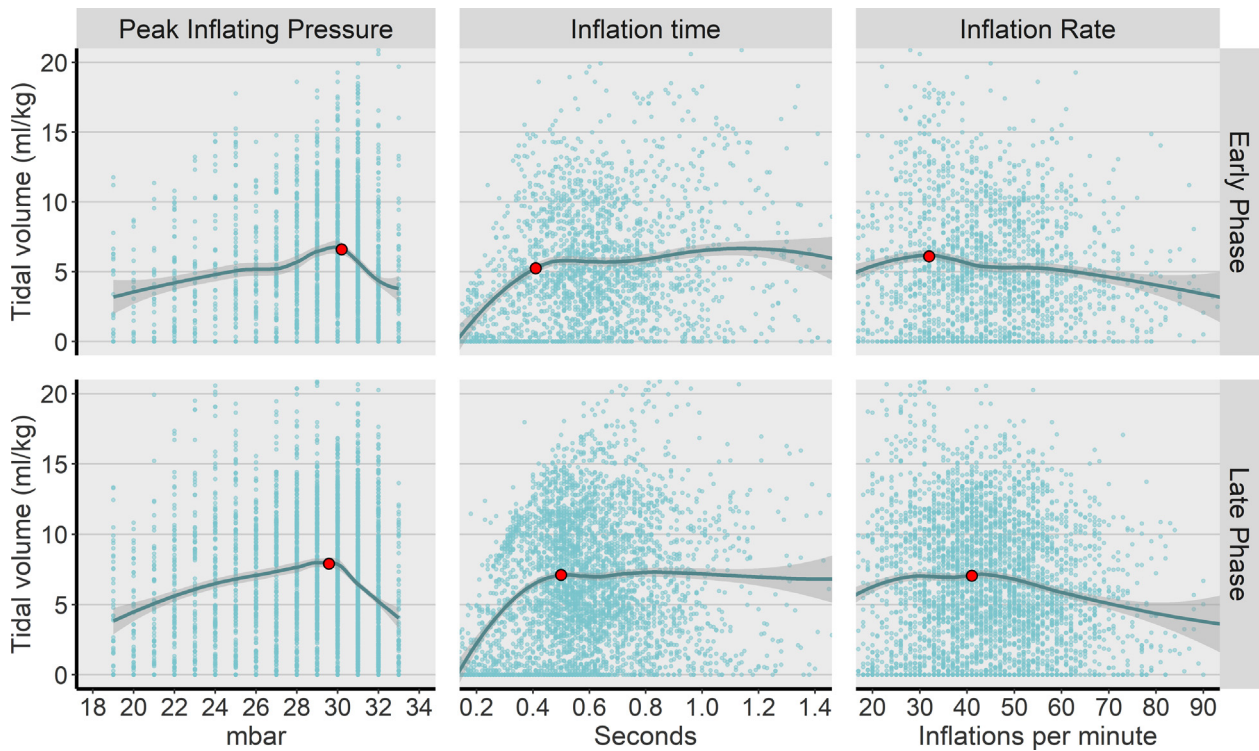 Peak Inflating Pressure
Inflation time
Inflation Rate
Tidal volume (ml/kg)
20
15
10
5
0
Early Phase
Tidal volume (ml/kg)
20
15
10
5
0
Late Phase
18 20 22 24 26 28 30 32 34
0.2 0.4 0.6 0.8 1.0 1.2 1.4
20 30 40 50 60 70 80 90
mbar
Seconds
Inflations per minute